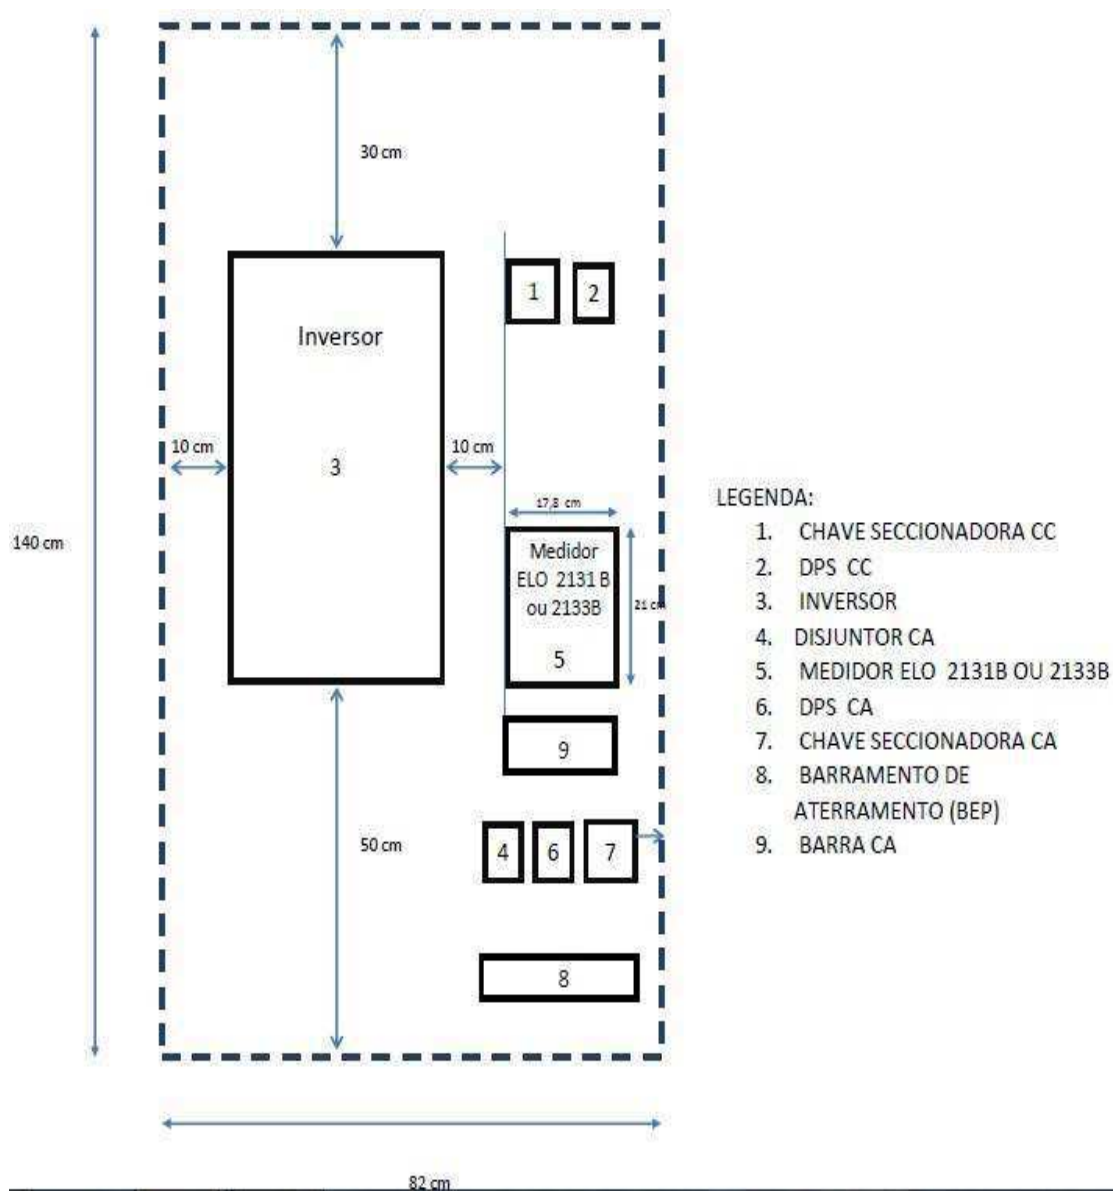 30 cm
1
2
Inversor
10 cm
10 cm
3
17,8 cm
140 cm
Medidor
ELO 2131 B
ou 2133B
21 cm
5
9
50 cm
4
6
7
8
82 cm
LEGENDA:
1. CHAVE SECCIONADORA CC
2. DPS CC
3. INVERSOR
4. DISJUNTOR CA
5. MEDIDOR ELO 2131B OU 2133B
6. DPS CA
7. CHAVE SECCIONADORA CA
8. BARRAMENTO DE
ATERRAMENTO (BEP)
9. BARRA CA